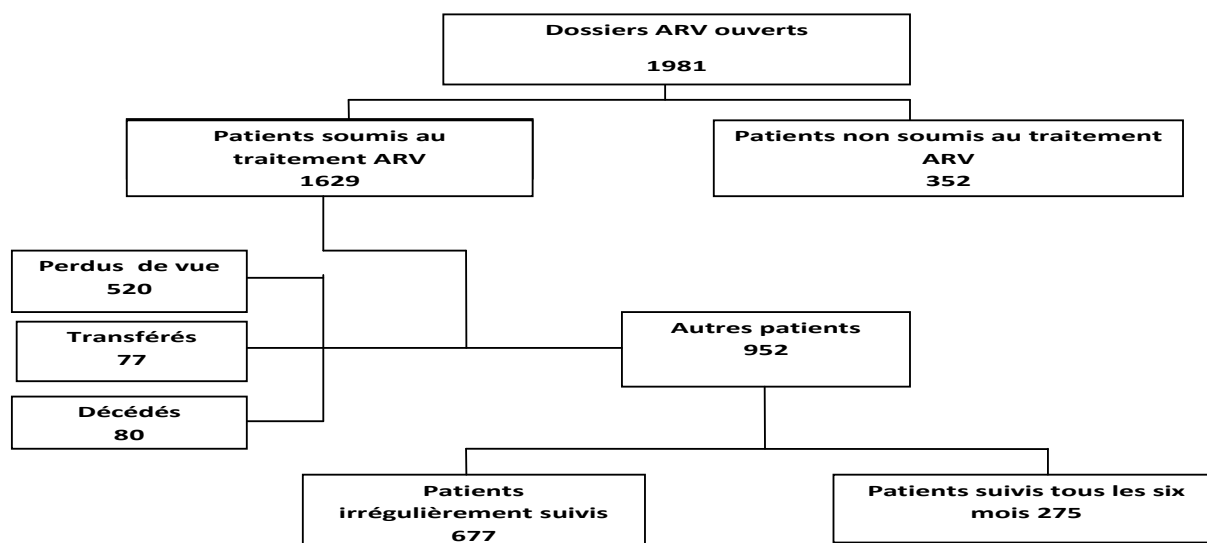 Dossiers ARV ouverts
1981
Patients soumis au
traitement ARV
1629
Patients non soumis au traitement
ARV
352
Perdus de vue
520
Transférés
77
Décédés
80
Autres patients
952
Patients
irrégulièrement suivis
677
Patients suivis tous les six
mois 275